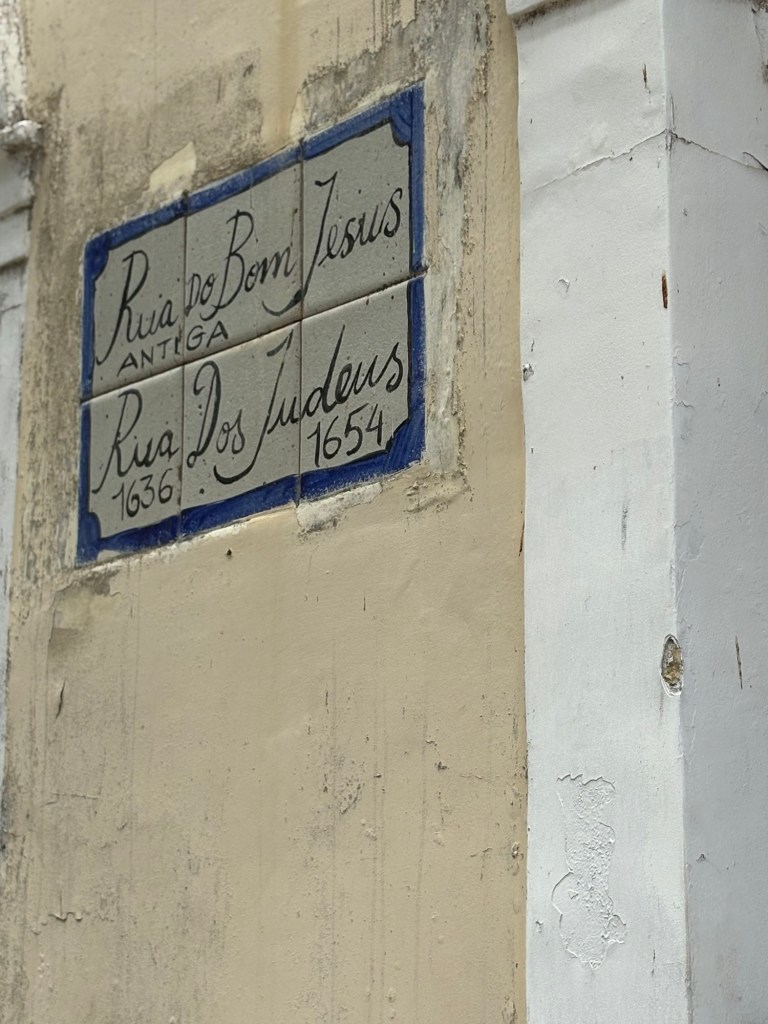 Rua DO Bom Jesus
ANTIGA
Rua Dos Judeus
1636 1654